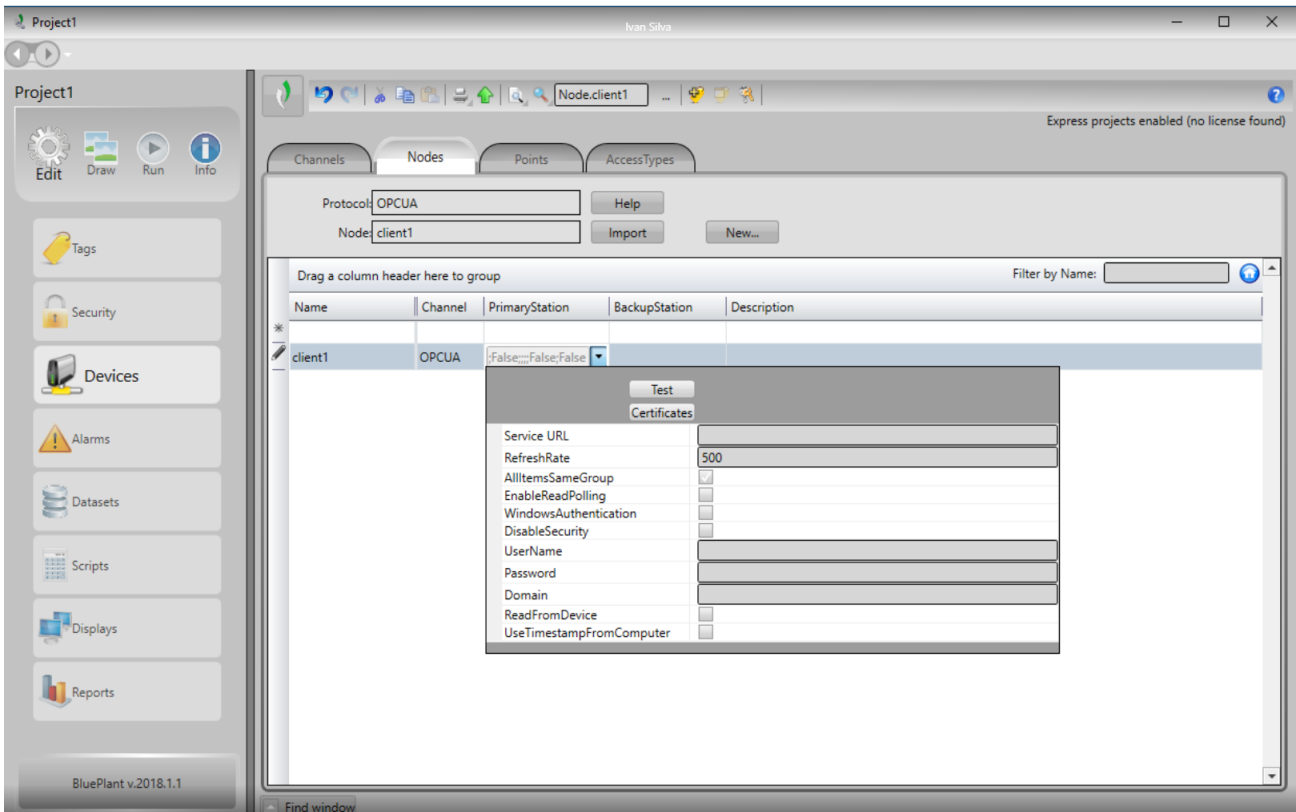 Project1
Ivan Silva
Project1
Edit
Draw
Run
Info
Tags
Security
Devices
Alarms
Datasets
Scripts
Displays
Reports
BluePlant v.2018.1.1
Node.client1
...
Express projects enabled (no license found)
Channels
Nodes
Points
AccessTypes
Protocol: OPCUA
Help
Node: client1
Import
New...
Drag a column header here to group
Filter by Name:
Name
Channel
PrimaryStation
BackupStation
Description
client1
OPCUA
;False;;;;False;False
Test
Certificates
Service URL
RefreshRate 500
AllItemsSameGroup
EnableReadPolling
WindowsAuthentication
DisableSecurity
UserName
Password
Domain
ReadFromDevice
UseTimestampFromComputer
Find window